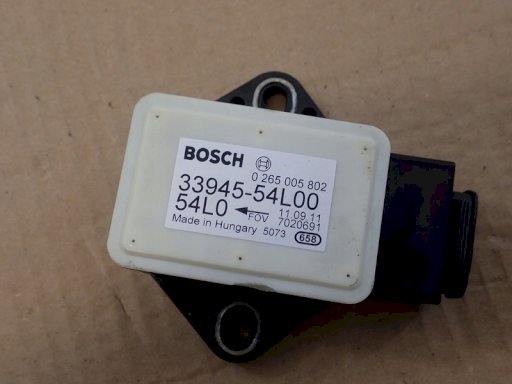 BOSCH
0 265 005 802
33945-54L00
54L0 FOV 11.09.11
7020691
Made in Hungary 5073 658